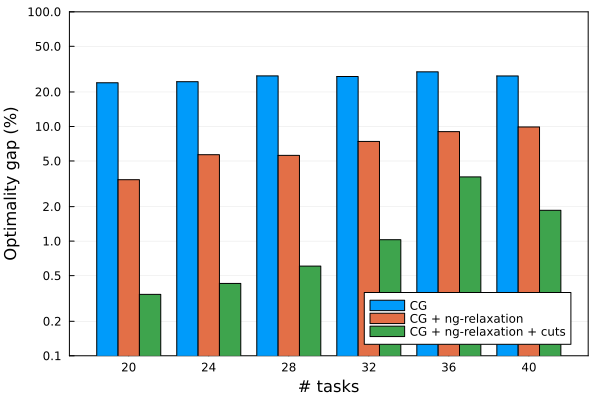 Optimality gap (%)
100.0
50.0
20.0
10.0
5.0
2.0
1.0
0.5
0.2
0.1
CG
CG + ng-relaxation
CG + ng-relaxation + cuts
20 24 28 32 36 40
# tasks